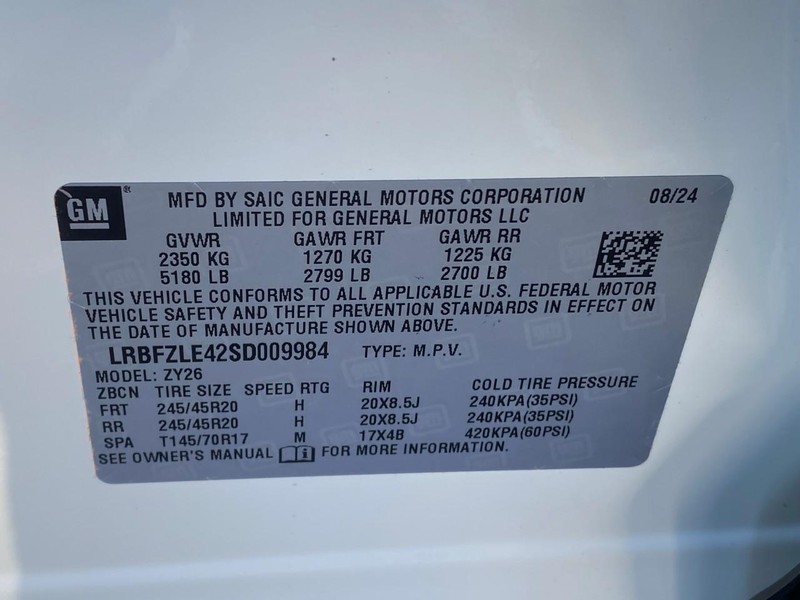 GM
MFD BY SAIC GENERAL MOTORS CORPORATION 08/24
LIMITED FOR GENERAL MOTORS LLC
GVWR GAWR FRT GAWR RR
2350 KG 1270 KG 1225 KG
5180 LB 2799 LB 2700 LB
THIS VEHICLE CONFORMS TO ALL APPLICABLE U.S. FEDERAL MOTOR
VEHICLE SAFETY AND THEFT PREVENTION STANDARDS IN EFFECT ON
THE DATE OF MANUFACTURE SHOWN ABOVE.
LRBFZLE42SD009984 TYPE: M.P.V.
MODEL: ZY26
ZBCN TIRE SIZE SPEED RTG RIM COLD TIRE PRESSURE
FRT 245/45R20 H 20X8.5J 240KPA(35PSI)
RR 245/45R20 H 20X8.5J 240KPA(35PSI)
SPA T145/70R17 M 17X4B 420KPA(60PSI)
SEE OWNER'S MANUAL FOR MORE INFORMATION.